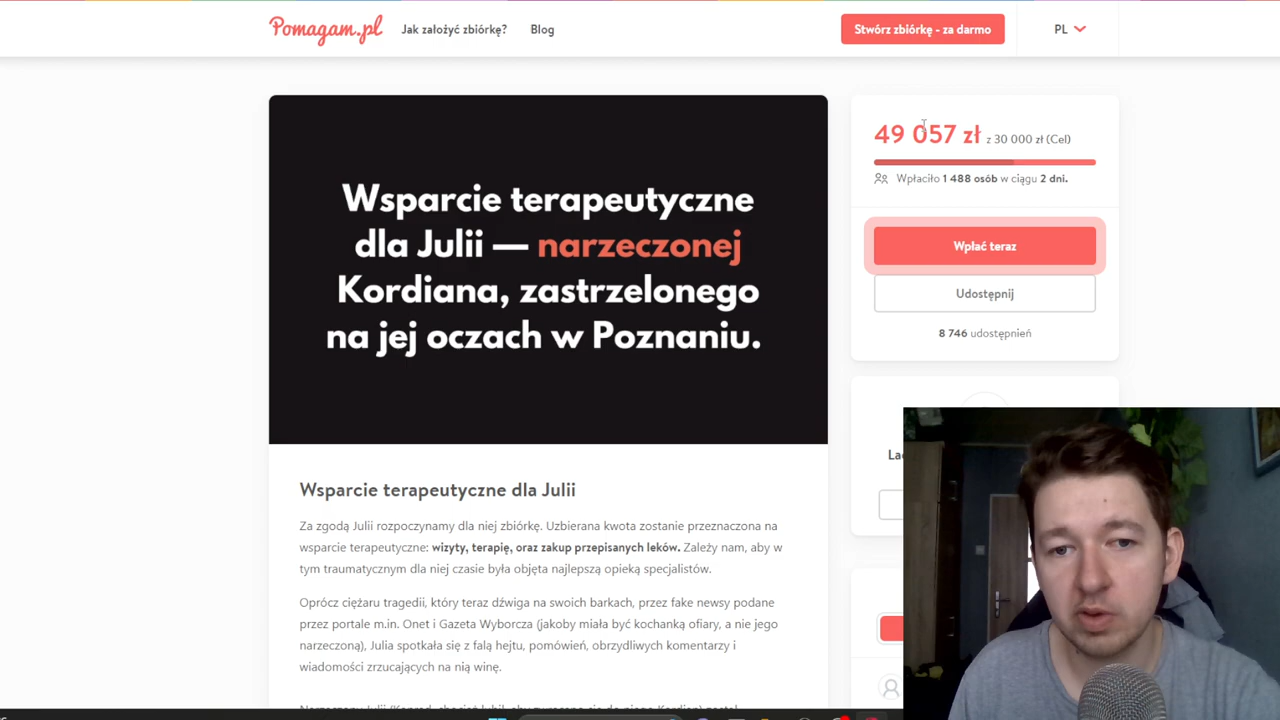 Pomagam.pl Jak założyć zbiórkę? Blog Stwórz zbiórkę - za darmo PL
Wsparcie terapeutyczne
dla Julii — narzeczonej
Kordiana, zastrzelonego
na jej oczach w Poznaniu.
49 057 zł z 30 000 zł (Cel)
Wpłaciło 1 488 osób w ciągu 2 dni.
Wpłać teraz
Udostępnij
8 746 udostępnień
Wsparcie terapeutyczne dla Julii
Za zgodą Julii rozpoczynamy dla niej zbiórkę. Uzbierana kwota zostanie przeznaczona na
wsparcie terapeutyczne: wizyty, terapię, oraz zakup przepisanych leków. Zależy nam, aby w
tym traumatycznym dla niej czasie była objęta najlepszą opieką specjalistów.
Oprócz ciężaru tragedii, który teraz dźwiga na swoich barkach, przez fake newsy podane
przez portale m.in. Onet i Gazeta Wyborcza (jakoby miała być kochanką ofiary, a nie jego
narzeczoną), Julia spotkała się z falą hejtu, pomówień, obrzydliwych komentarzy i
wiadomości zrzucających na nią winę.